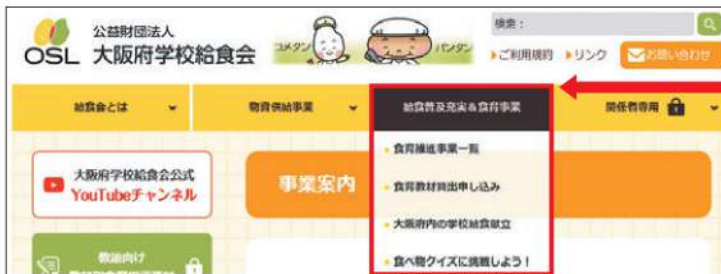 公益財団法人
OSL 大阪府学校給食会
コメタン
パンタン
検索：
ご利用規約 リンク お問い合わせ
給食会とは 物資供給事業 給食普及充実&食育事業 関係者専用
食育推進事業一覧
食育教材貸出申し込み
大阪府内の学校給食献立
食べ物クイズに挑戦しよう！
大阪府学校給食会公式
YouTubeチャンネル
事業案内
教諭向け